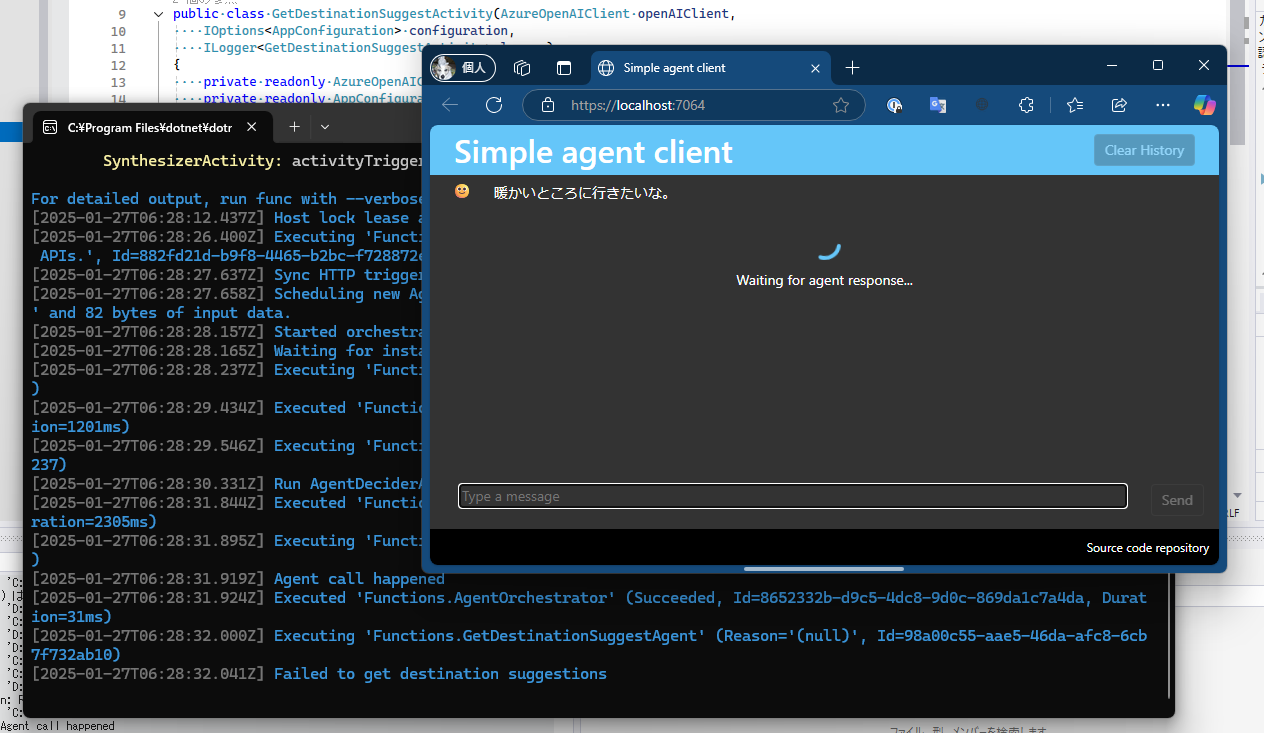 9 public class GetDestinationSuggestActivity(AzureOpenAIClient openAIClient,
10 IOptions<AppConfiguration> configuration,
11 ILogger<GetDestinationSuggest
12 {
13 private readonly AzureOpenAIC
14 private readonly AppConfigura
個人
Simple agent client
https://localhost:7064
Simple agent client
Clear History
暖かいところに行きたいな。
Waiting for agent response...
Type a message
Send
Source code repository
C:¥Program Files¥dotnet¥dotr
SynthesizerActivity: activityTrigger
For detailed output, run func with --verbose
[2025-01-27T06:28:12.437Z] Host lock lease a
[2025-01-27T06:28:26.400Z] Executing 'Functi
APIs.', Id=882fd21d-b9f8-4465-b2bc-f728872
[2025-01-27T06:28:27.637Z] Sync HTTP trigger
[2025-01-27T06:28:27.658Z] Scheduling new Ag
' and 82 bytes of input data.
[2025-01-27T06:28:28.157Z] Started orchestra
[2025-01-27T06:28:28.165Z] Waiting for insta
[2025-01-27T06:28:28.237Z] Executing 'Functi
)
[2025-01-27T06:28:29.434Z] Executed 'Functio
ion=1201ms)
[2025-01-27T06:28:29.546Z] Executing 'Functi
237)
[2025-01-27T06:28:30.331Z] Run AgentDeciderA
[2025-01-27T06:28:31.844Z] Executed 'Functio
ration=2305ms)
[2025-01-27T06:28:31.895Z] Executing 'Functi
)
[2025-01-27T06:28:31.919Z] Agent call happened
[2025-01-27T06:28:31.924Z] Executed 'Functions.AgentOrchestrator' (Succeeded, Id=8652332b-d9c5-4dc8-9d0c-869da1c7a4da, Durat
ion=31ms)
[2025-01-27T06:28:32.000Z] Executing 'Functions.GetDestinationSuggestAgent' (Reason='(null)', Id=98a00c55-aae5-46da-afc8-6cb
7f732ab10)
[2025-01-27T06:28:32.041Z] Failed to get destination suggestions
'C:
'D:
'C:
'D:
'D:
'C:
'C:
'D:
n: F
'C:
Agent call happened